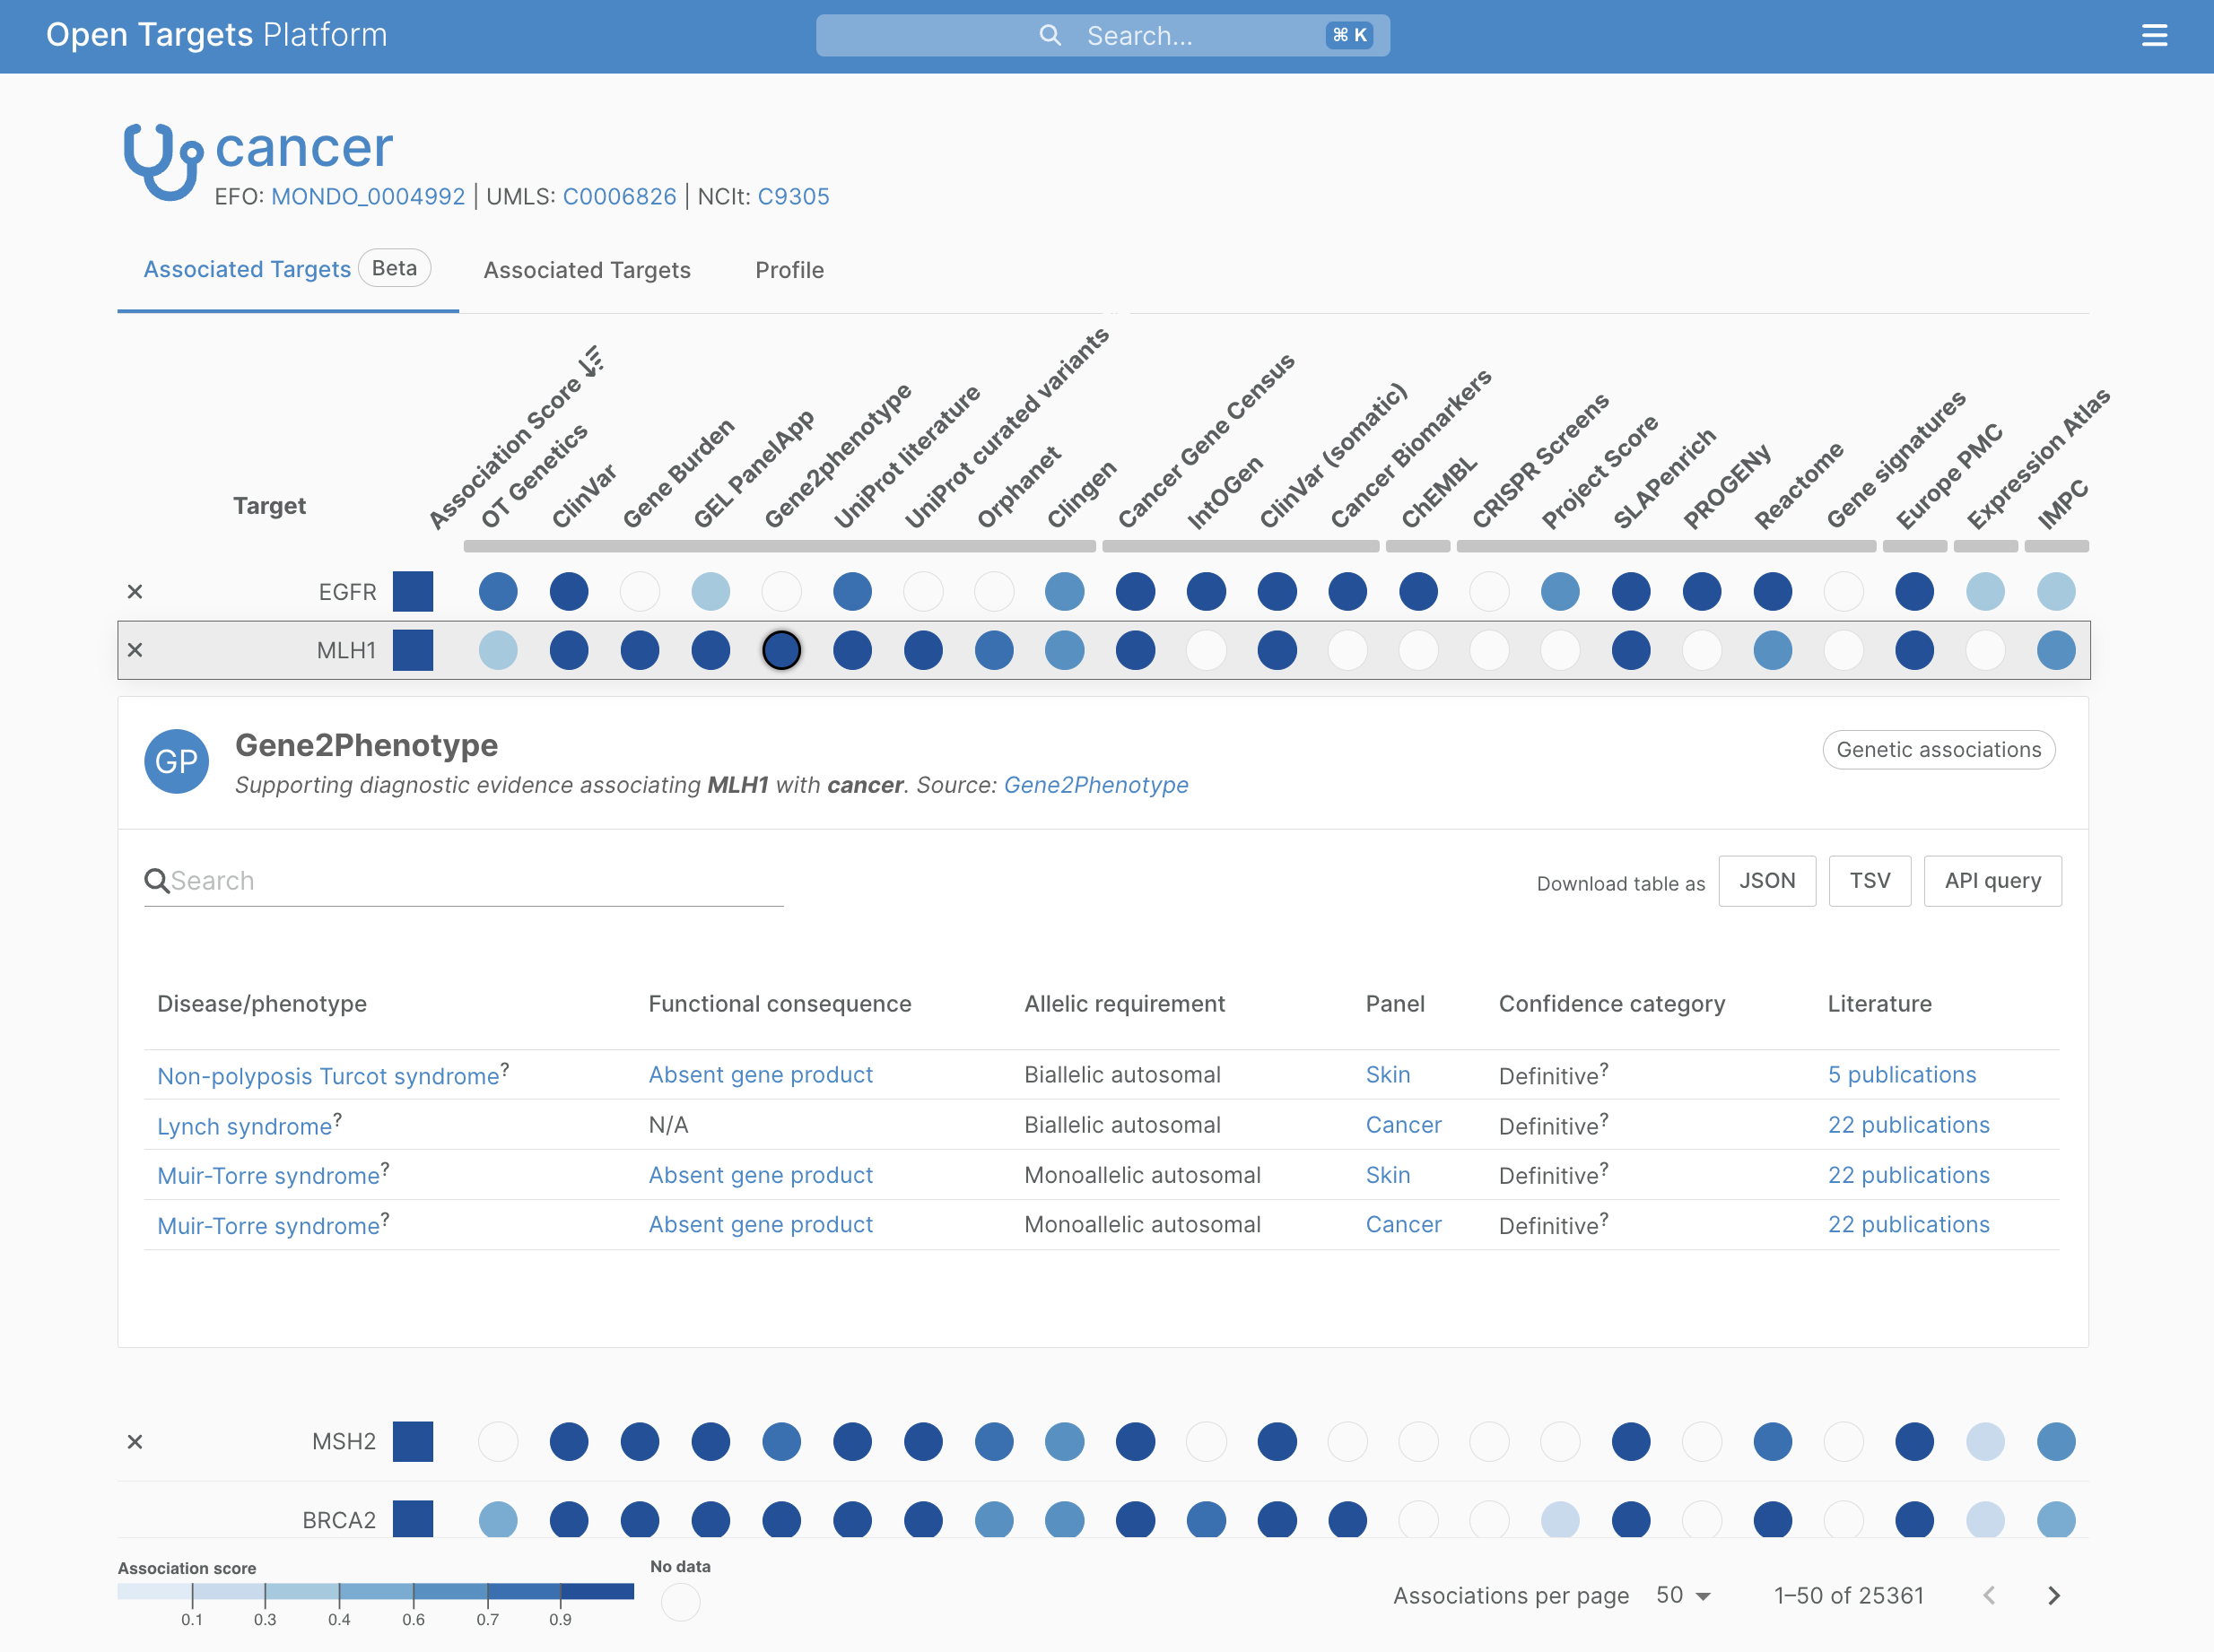 Open Targets Platform
Search...
⌘ K
cancer
EFO: MONDO_0004992 | UMLS: C0006826 | NCIt: C9305
Associated Targets
Beta
Associated Targets
Profile
Target
Association Score
OT Genetics
ClinVar
Gene Burden
GEL PanelApp
Gene2phenotype
UniProt literature
UniProt curated variants
Orphanet
Clingen
Cancer Gene Census
IntOGen
ClinVar (somatic)
Cancer Biomarkers
ChEMBL
CRISPR Screens
Project Score
SLAPenrich
PROGENy
Reactome
Gene signatures
Europe PMC
Expression Atlas
IMPC
EGFR
MLH1
GP
Gene2Phenotype
Supporting diagnostic evidence associating MLH1 with cancer. Source: Gene2Phenotype
Genetic associations
Search
Download table as
JSON
TSV
API query
Disease/phenotype Functional consequence Allelic requirement Panel Confidence category Literature
Non-polyposis Turcot syndrome? Absent gene product Biallelic autosomal Skin Definitive? 5 publications
Lynch syndrome? N/A Biallelic autosomal Cancer Definitive? 22 publications
Muir-Torre syndrome? Absent gene product Monoallelic autosomal Skin Definitive? 22 publications
Muir-Torre syndrome? Absent gene product Monoallelic autosomal Cancer Definitive? 22 publications
MSH2
BRCA2
Association score
0.1 0.3 0.4 0.6 0.7 0.9
No data
Associations per page 50
1–50 of 25361